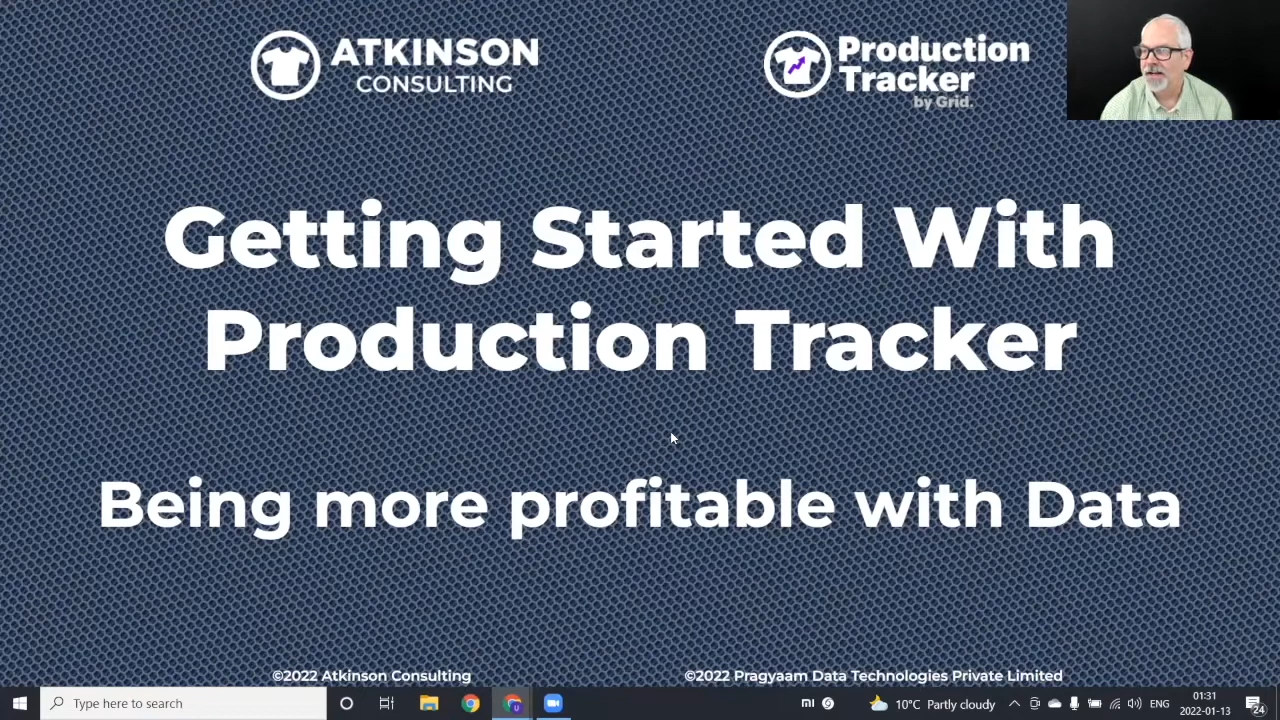 ATKINSON
CONSULTING
Production
Tracker
by Grid.
Getting Started With
Production Tracker
Being more profitable with Data
©2022 Atkinson Consulting
©2022 Pragyaam Data Technologies Private Limited
Type here to search
U
mi
10°C Partly cloudy
ENG
01:31
2022-01-13
24